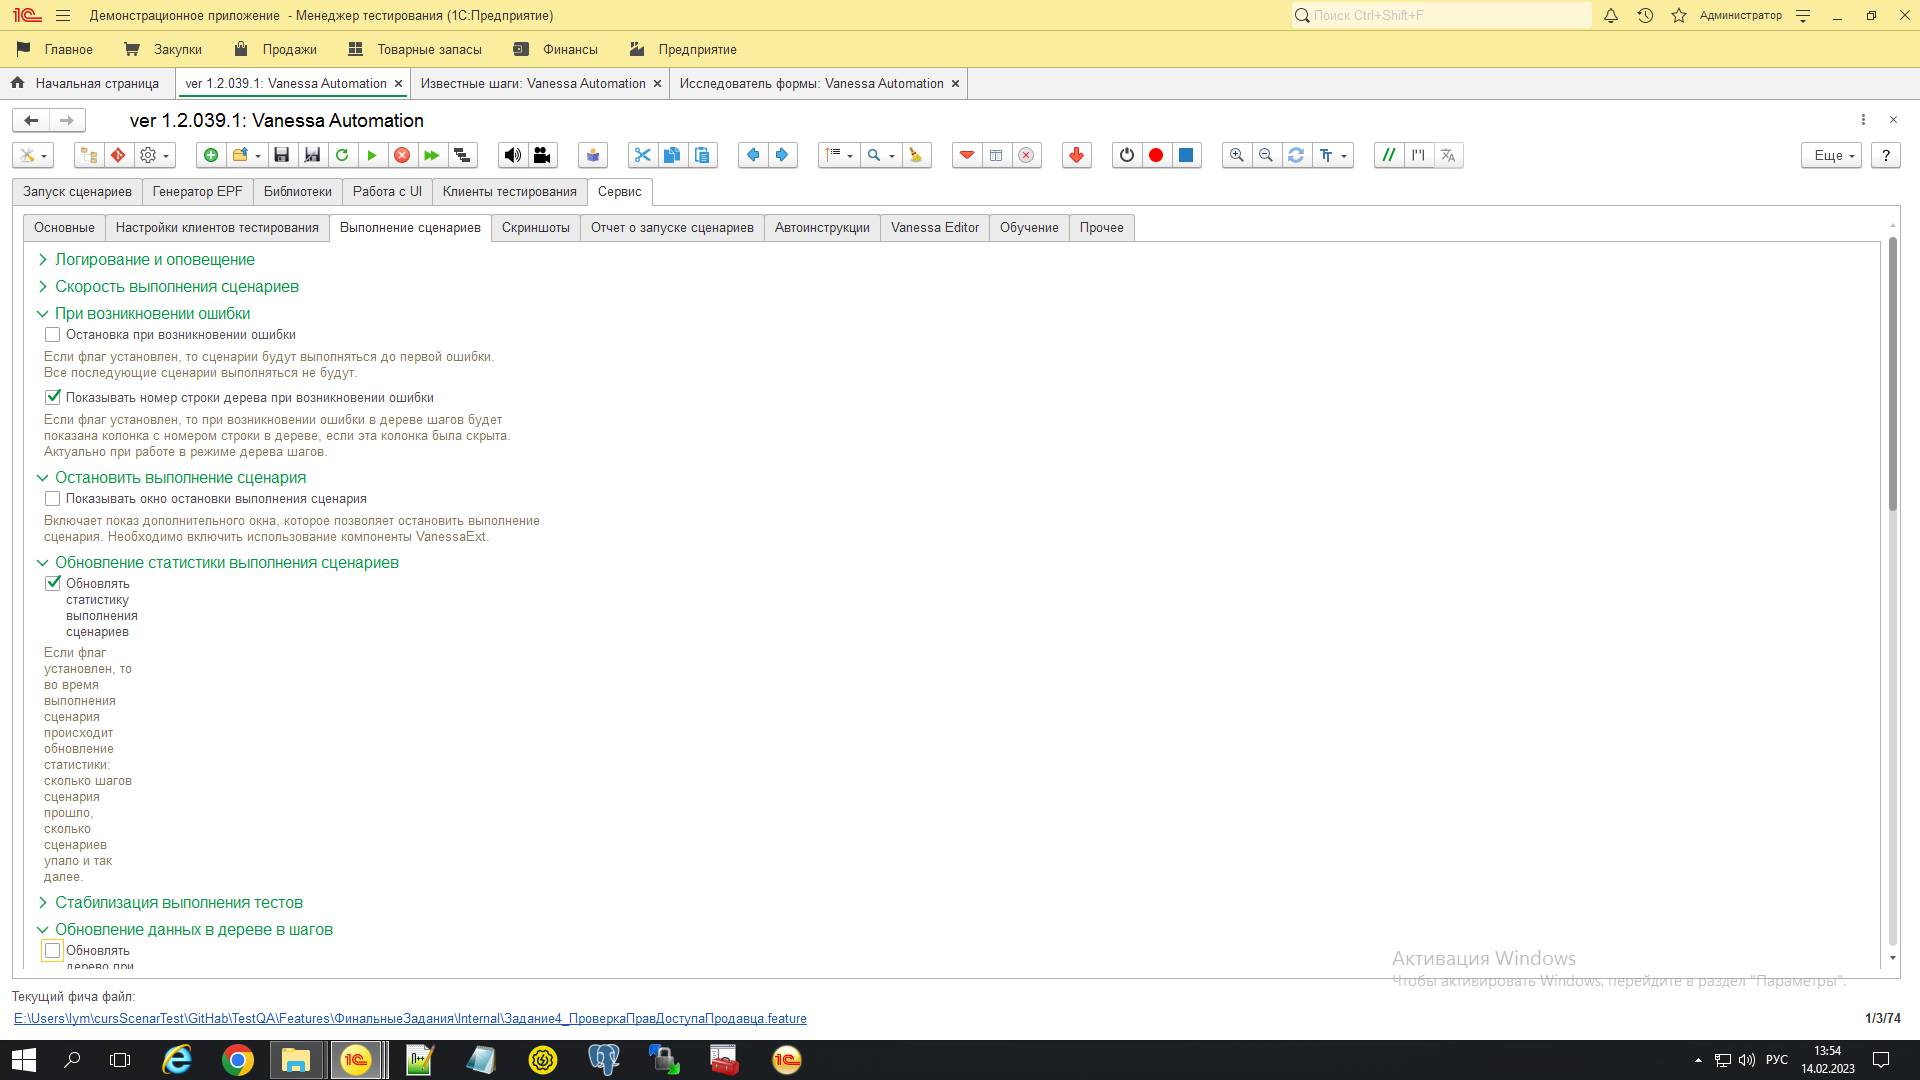 Демонстрационное приложение - Менеджер тестирования (1С:Предприятие)
Поиск Ctrl+Shift+F
Администратор
Главное
Закупки
Продажи
Товарные запасы
Финансы
Предприятие
Начальная страница
ver 1.2.039.1: Vanessa Automation
Известные шаги: Vanessa Automation
Исследователь формы: Vanessa Automation
ver 1.2.039.1: Vanessa Automation
Еще
?
Запуск сценариев
Генератор EPF
Библиотеки
Работа с UI
Клиенты тестирования
Сервис
Основные
Настройки клиентов тестирования
Выполнение сценариев
Скриншоты
Отчет о запуске сценариев
Автоинструкции
Vanessa Editor
Обучение
Прочее
Логирование и оповещение
Скорость выполнения сценариев
При возникновении ошибки
Остановка при возникновении ошибки
Если флаг установлен, то сценарии будут выполняться до первой ошибки.
Все последующие сценарии выполняться не будут.
Показывать номер строки дерева при возникновении ошибки
Если флаг установлен, то при возникновении ошибки в дереве шагов будет
показана колонка с номером строки в дереве, если эта колонка была скрыта.
Актуально при работе в режиме дерева шагов.
Остановить выполнение сценария
Показывать окно остановки выполнения сценария
Включает показ дополнительного окна, которое позволяет остановить выполнение
сценария. Необходимо включить использование компоненты VanessaExt.
Обновление статистики выполнения сценариев
Обновлять
статистику
выполнения
сценариев
Если флаг
установлен, то
во время
выполнения
сценария
происходит
обновление
статистики:
сколько шагов
сценария
прошло,
сколько
сценариев
упало и так
далее.
Стабилизация выполнения тестов
Обновление данных в дереве в шагов
Обновлять
дерево при
Активация Windows
Чтобы активировать Windows, перейдите в раздел "Параметры".
Текущий фича файл:
E:\Users\lym\cursScenarTest\GitHab\TestQA\Features\ФинальныеЗадания\Internal\Задание4_ПроверкаПравДоступаПродавца.feature
1/3/74
РУС
13:54
14.02.2023